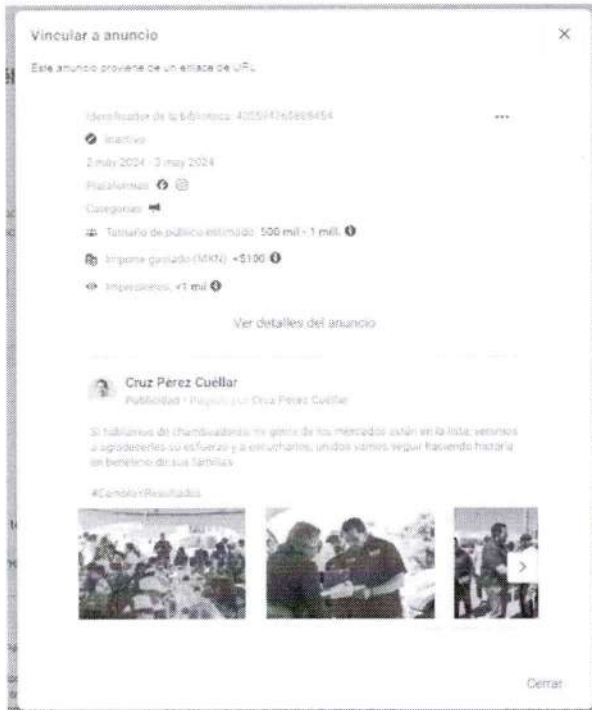 Vincular a anuncio
Este anuncio proviene de un enlace de URL
Identificador de la biblioteca:
Inactivo
2 may 2024 - 3 may 2024
Plataformas
Categorías
Tamaño de público estimado: 500 mil - 1 mill.
Importe gastado (MXN): <$100
Impresiones: <1 mil
Ver detalles del anuncio
Cruz Pérez Cuéllar
Publicidad • Pagado por Cruz Pérez Cuéllar
Si hablamos de chambeadores, mi gente de los mercados están en la lista, venimos
a agradecerles su esfuerzo y a escucharlos, unidos vamos seguir haciendo historia
en beneficio de sus familias
Cerrar